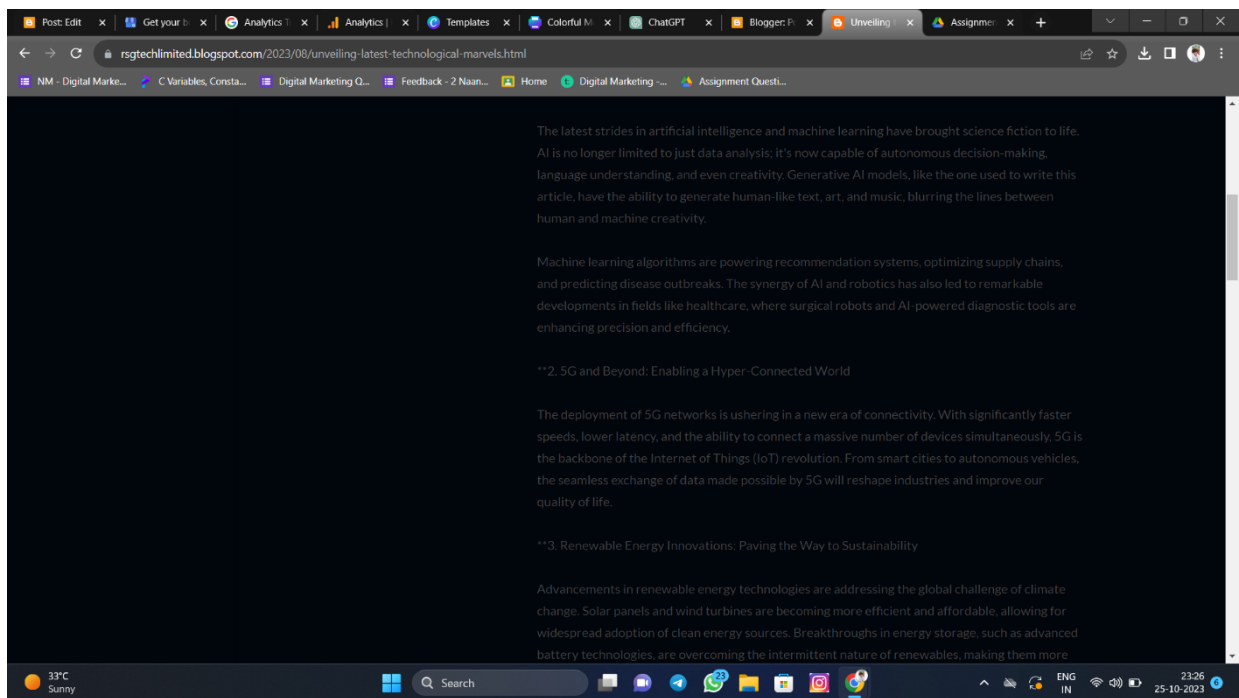 Post: Edit
Get your b
Analytics T
Analytics |
Templates
Colorful M
ChatGPT
Blogger: P
Unveiling t
Assignmen
rsgtechlimited.blogspot.com/2023/08/unveiling-latest-technological-marvels.html
NM - Digital Marke...
C Variables, Consta...
Digital Marketing Q...
Feedback - 2 Naan...
Home
Digital Marketing -...
Assignment Questi...
The latest strides in artificial intelligence and machine learning have brought science fiction to life.
AI is no longer limited to just data analysis; it's now capable of autonomous decision-making,
language understanding, and even creativity. Generative AI models, like the one used to write this
article, have the ability to generate human-like text, art, and music, blurring the lines between
human and machine creativity.
Machine learning algorithms are powering recommendation systems, optimizing supply chains,
and predicting disease outbreaks. The synergy of AI and robotics has also led to remarkable
developments in fields like healthcare, where surgical robots and AI-powered diagnostic tools are
enhancing precision and efficiency.
**2. 5G and Beyond: Enabling a Hyper-Connected World
The deployment of 5G networks is ushering in a new era of connectivity. With significantly faster
speeds, lower latency, and the ability to connect a massive number of devices simultaneously, 5G is
the backbone of the Internet of Things (IoT) revolution. From smart cities to autonomous vehicles,
the seamless exchange of data made possible by 5G will reshape industries and improve our
quality of life.
**3. Renewable Energy Innovations: Paving the Way to Sustainability
Advancements in renewable energy technologies are addressing the global challenge of climate
change. Solar panels and wind turbines are becoming more efficient and affordable, allowing for
widespread adoption of clean energy sources. Breakthroughs in energy storage, such as advanced
battery technologies, are overcoming the intermittent nature of renewables, making them more
33°C
Sunny
Search
23
ENG
IN
23:26
25-10-2023
6